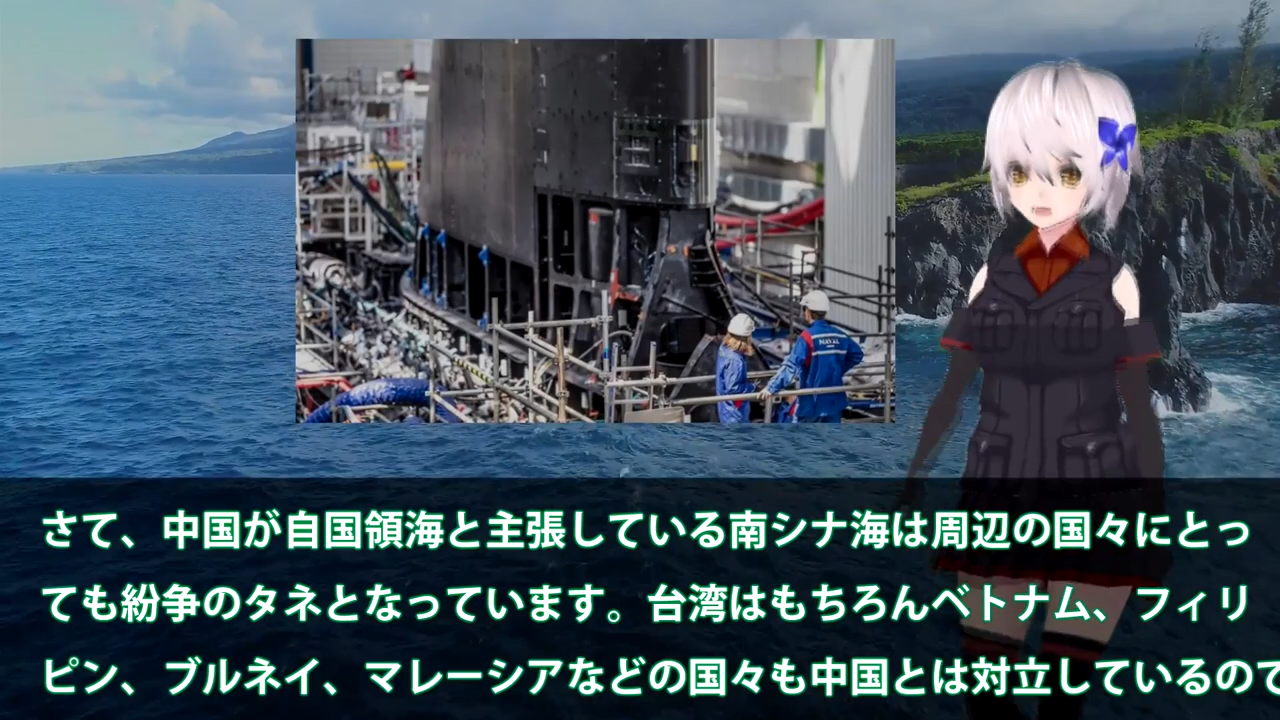 NAVAL
さて、中国が自国領海と主張している南シナ海は周辺の国々にとっ
ても紛争のタネとなっています。台湾はもちろんベトナム、フィリ
ピン、ブルネイ、マレーシアなどの国々も中国とは対立しているので